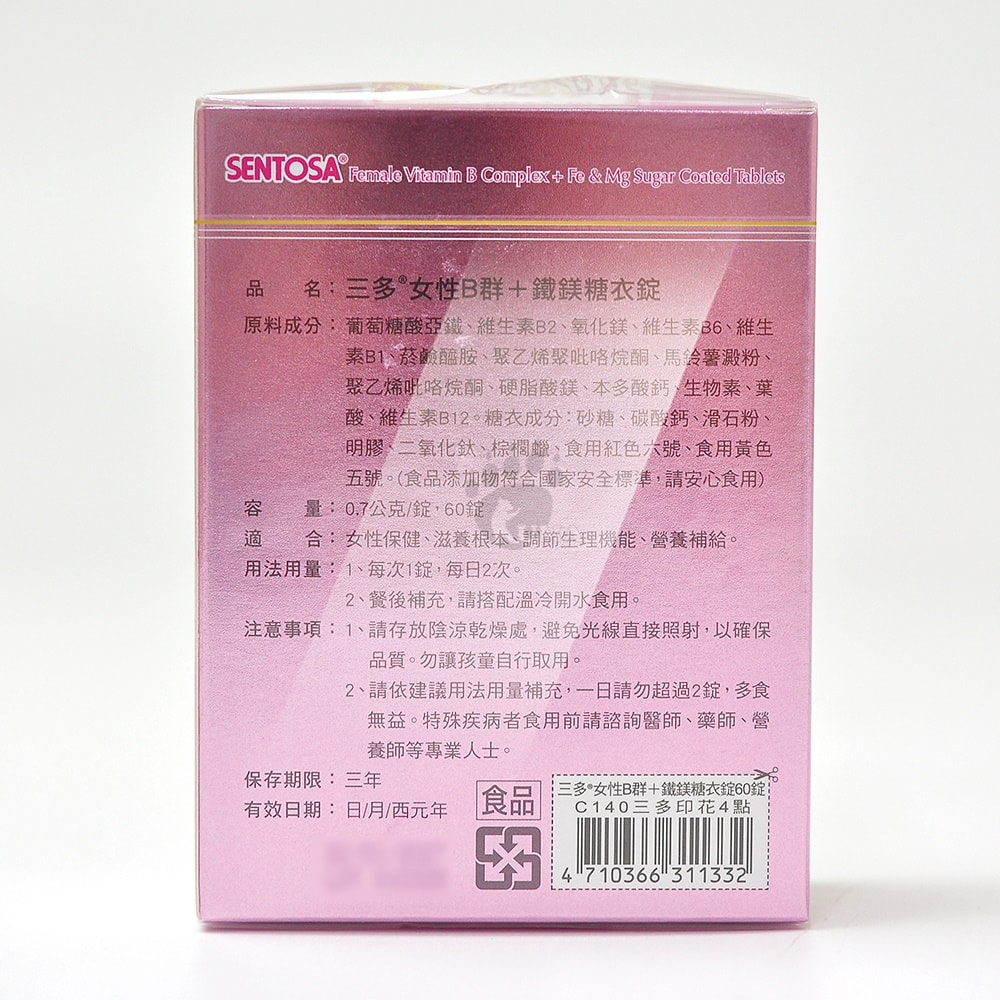 SENTOSA® Female Vitamin B Complex + Fe & Mg Sugar Coated Tablets
品 名：三多®女性B群＋鐵鎂糖衣錠
原料成分：葡萄糖酸亞鐵、維生素B2、氧化鎂、維生素B6、維生
素B1、菸鹼醯胺、聚乙烯聚吡咯烷酮、馬鈴薯澱粉、
聚乙烯吡咯烷酮、硬脂酸鎂、本多酸鈣、生物素、葉
酸、維生素B12。糖衣成分：砂糖、碳酸鈣、滑石粉、
明膠、二氧化鈦、棕櫚蠟、食用紅色六號、食用黃色
五號。(食品添加物符合國家安全標準，請安心食用)
容 量：0.7公克/錠，60錠
適 合：女性保健、滋養根本、調節生理機能、營養補給。
用法用量：1、每次1錠，每日2次。
2、餐後補充，請搭配溫冷開水食用。
注意事項：1、請存放陰涼乾燥處，避免光線直接照射，以確保
品質。勿讓孩童自行取用。
2、請依建議用法用量補充，一日請勿超過2錠，多食
無益。特殊疾病者食用前請諮詢醫師、藥師、營
養師等專業人士。
保存期限：三年
有效日期：日/月/西元年
食品
三多®女性B群＋鐵鎂糖衣錠60錠
C140三多印花4點
4 710366 311332